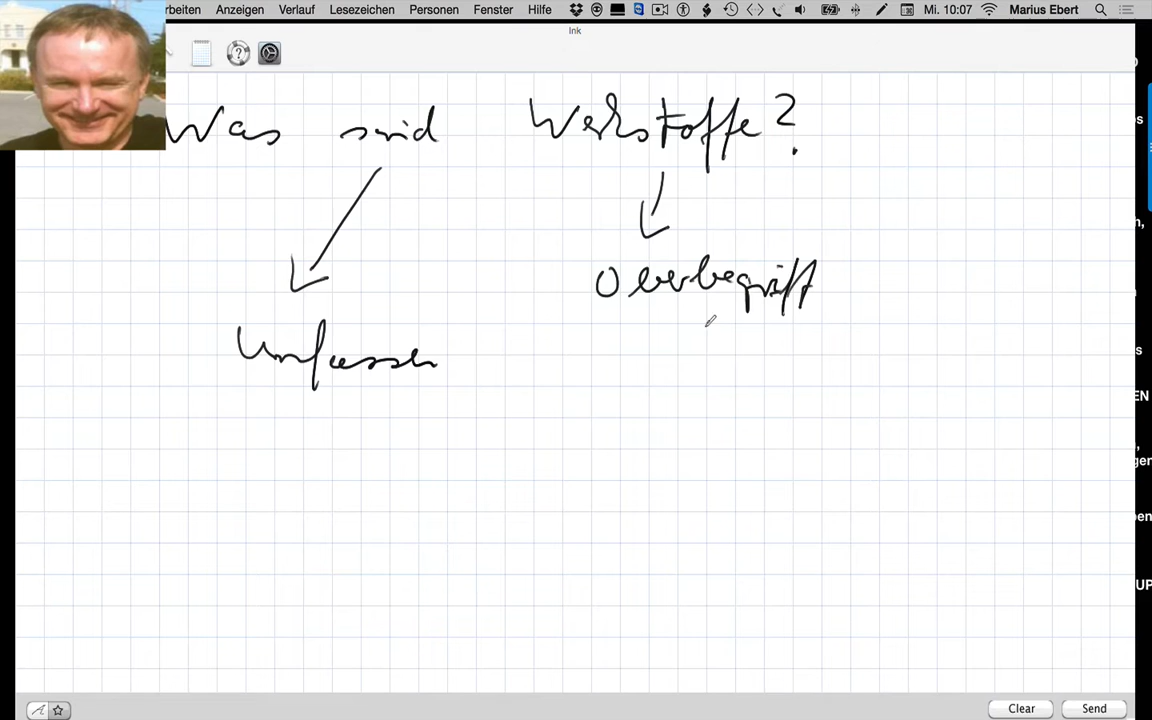 rbeiten Anzeigen Verlauf Lesezeichen Personen Fenster Hilfe Mi. 10:07 Marius Ebert
Ink
Was sind Werkstoffe?
Oberbegriff
Umfassen
Clear Send